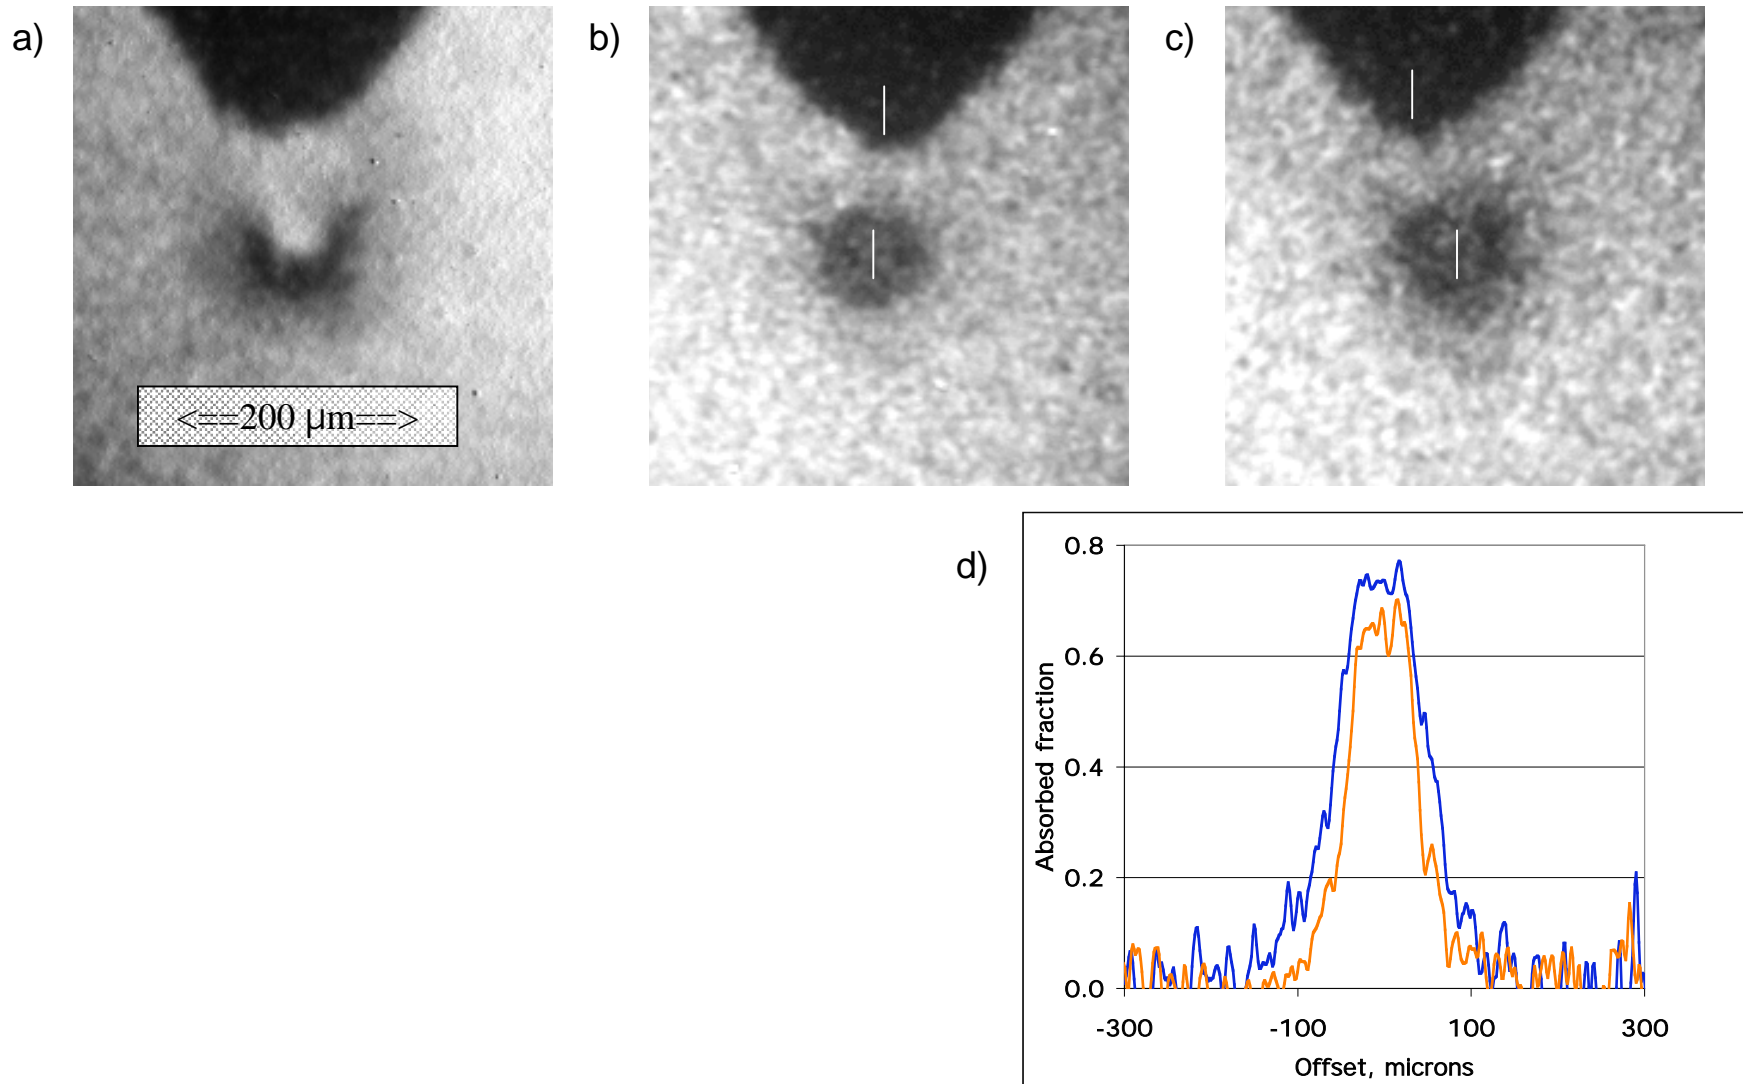 a)
b)
c)
<==200 µm==>
d)
0.8
0.6
0.4
0.2
0.0
Absorbed fraction
-300
-100
100
300
Offset, microns